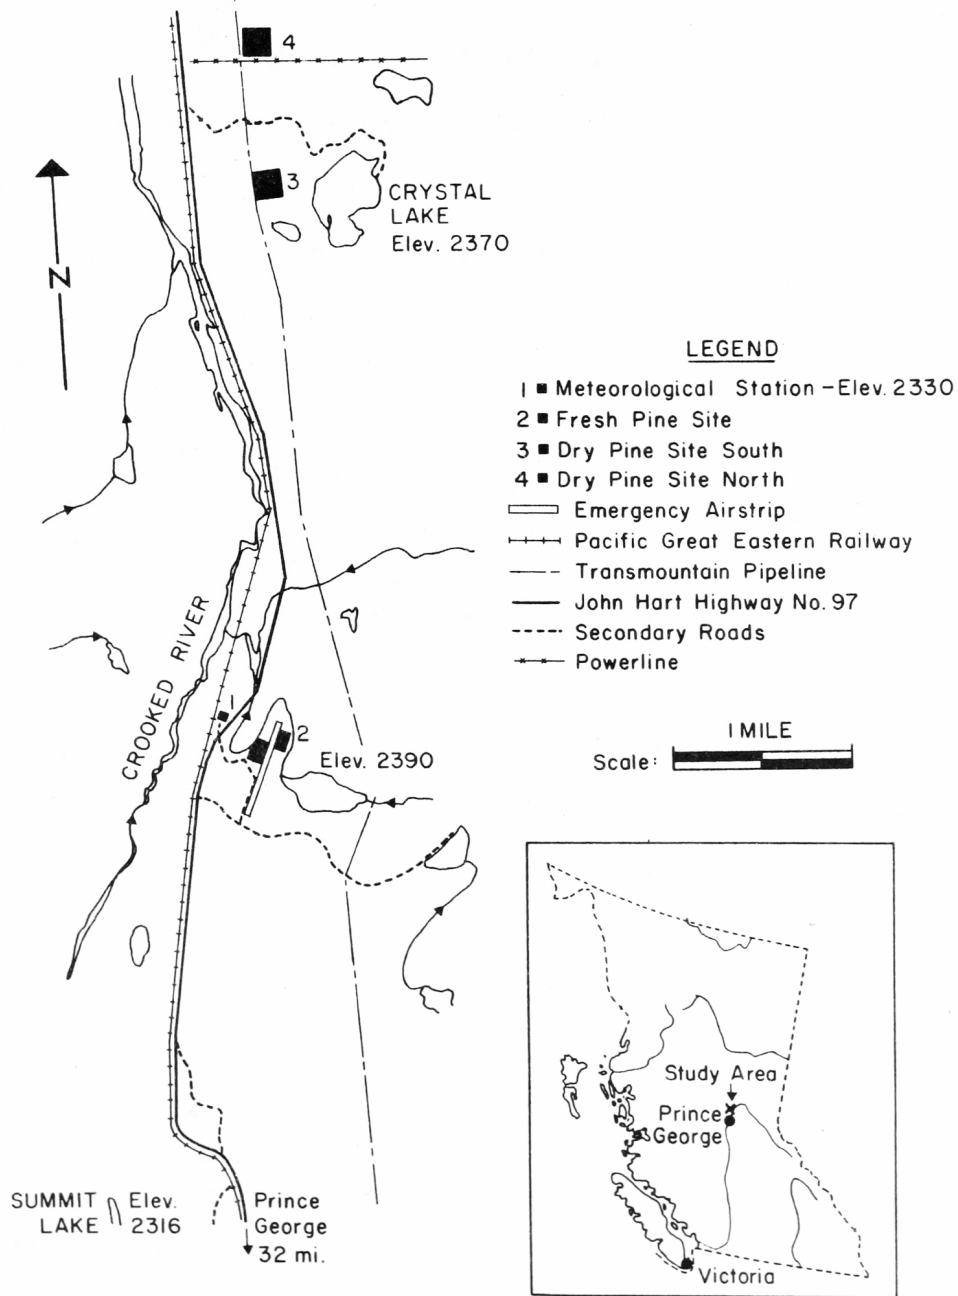 4
3
CRYSTAL
LAKE
Elev. 2370
N
LEGEND
1 Meteorological Station – Elev. 2330
2 Fresh Pine Site
3 Dry Pine Site South
4 Dry Pine Site North
Emergency Airstrip
Pacific Great Eastern Railway
Transmountain Pipeline
John Hart Highway No. 97
Secondary Roads
Powerline
CROOKED RIVER
1
2
Elev. 2390
1 MILE
Scale:
Study Area
Prince
George
Victoria
SUMMIT
LAKE
Elev.
2316
Prince
George
32 mi.